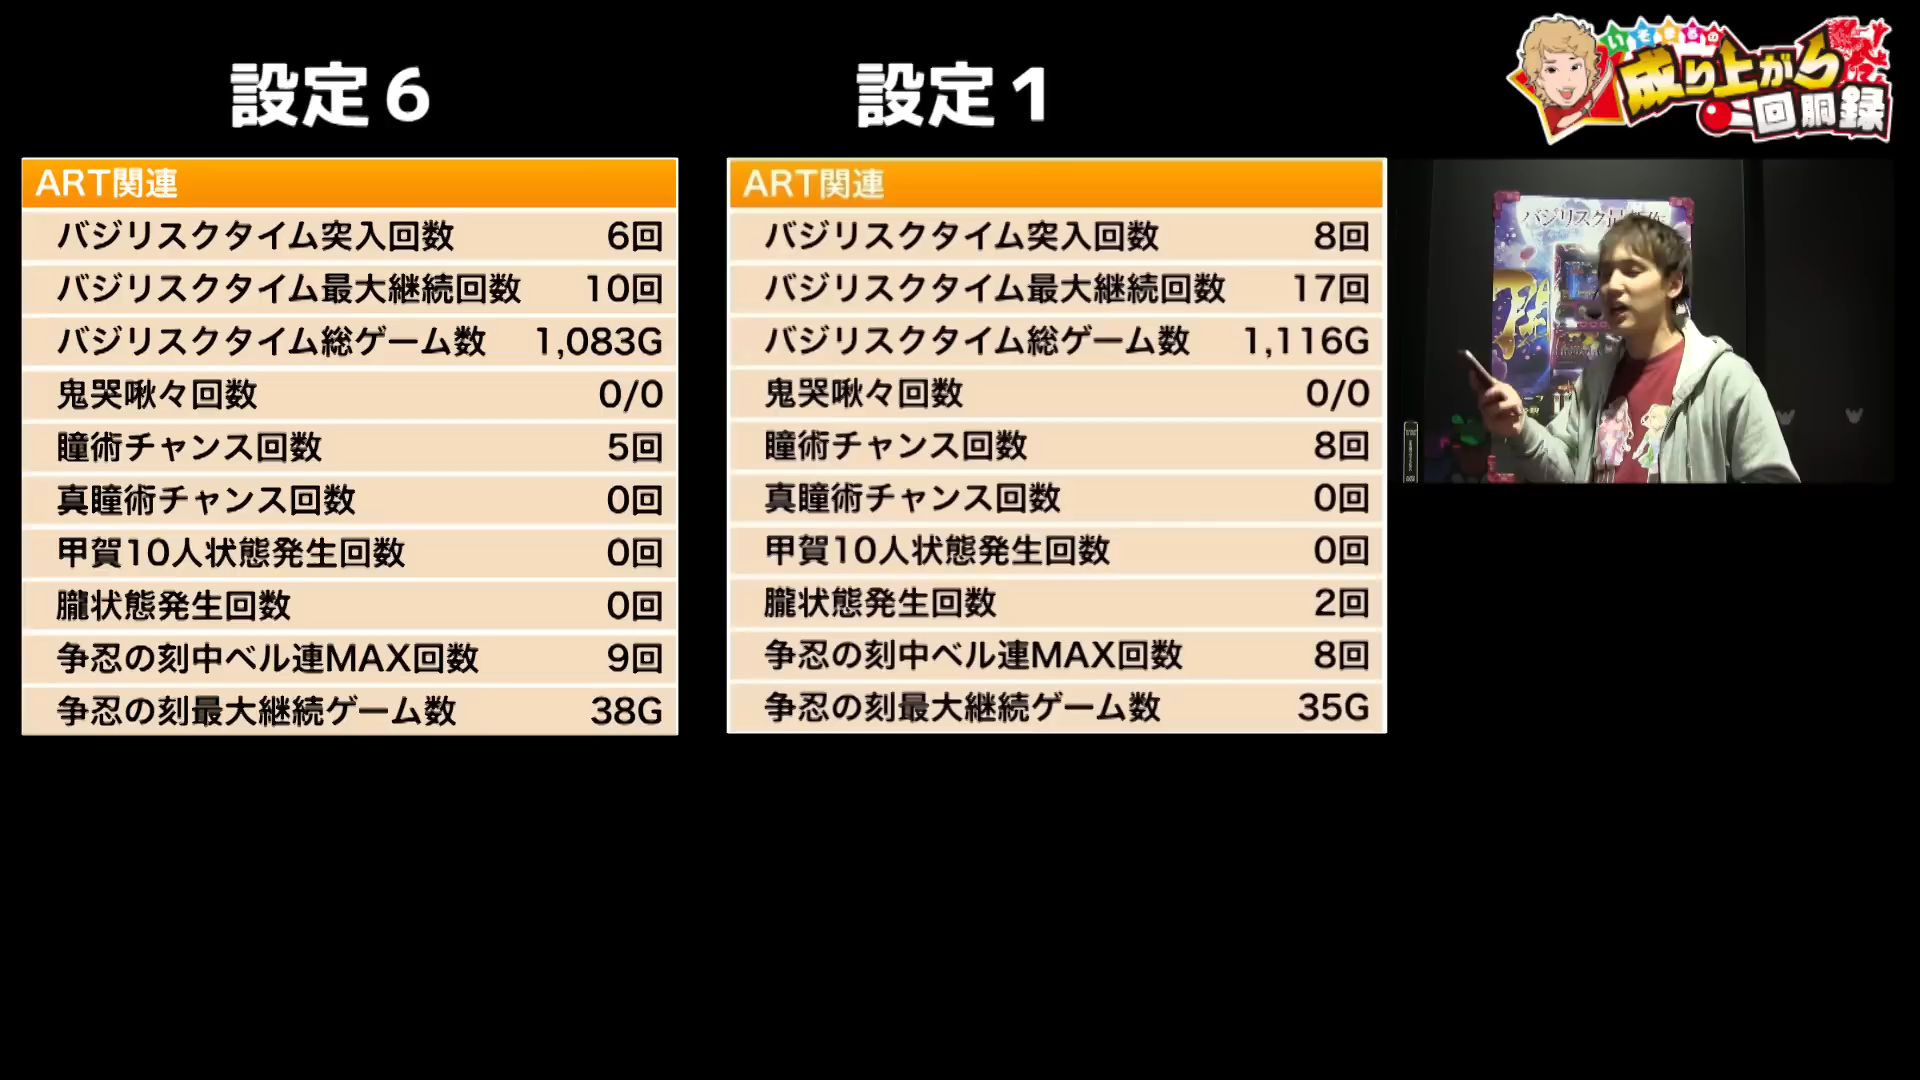 設定6
ART関連
バジリスクタイム突入回数 6回
バジリスクタイム最大継続回数 10回
バジリスクタイム総ゲーム数 1,083G
鬼哭啾々回数 0/0
瞳術チャンス回数 5回
真瞳術チャンス回数 0回
甲賀10人状態発生回数 0回
朧状態発生回数 0回
争忍の刻中ベル連MAX回数 9回
争忍の刻最大継続ゲーム数 38G
設定1
ART関連
バジリスクタイム突入回数 8回
バジリスクタイム最大継続回数 17回
バジリスクタイム総ゲーム数 1,116G
鬼哭啾々回数 0/0
瞳術チャンス回数 8回
真瞳術チャンス回数 0回
甲賀10人状態発生回数 0回
朧状態発生回数 2回
争忍の刻中ベル連MAX回数 8回
争忍の刻最大継続ゲーム数 35G
いそまるの
成り上がり
回胴録
バジリスク